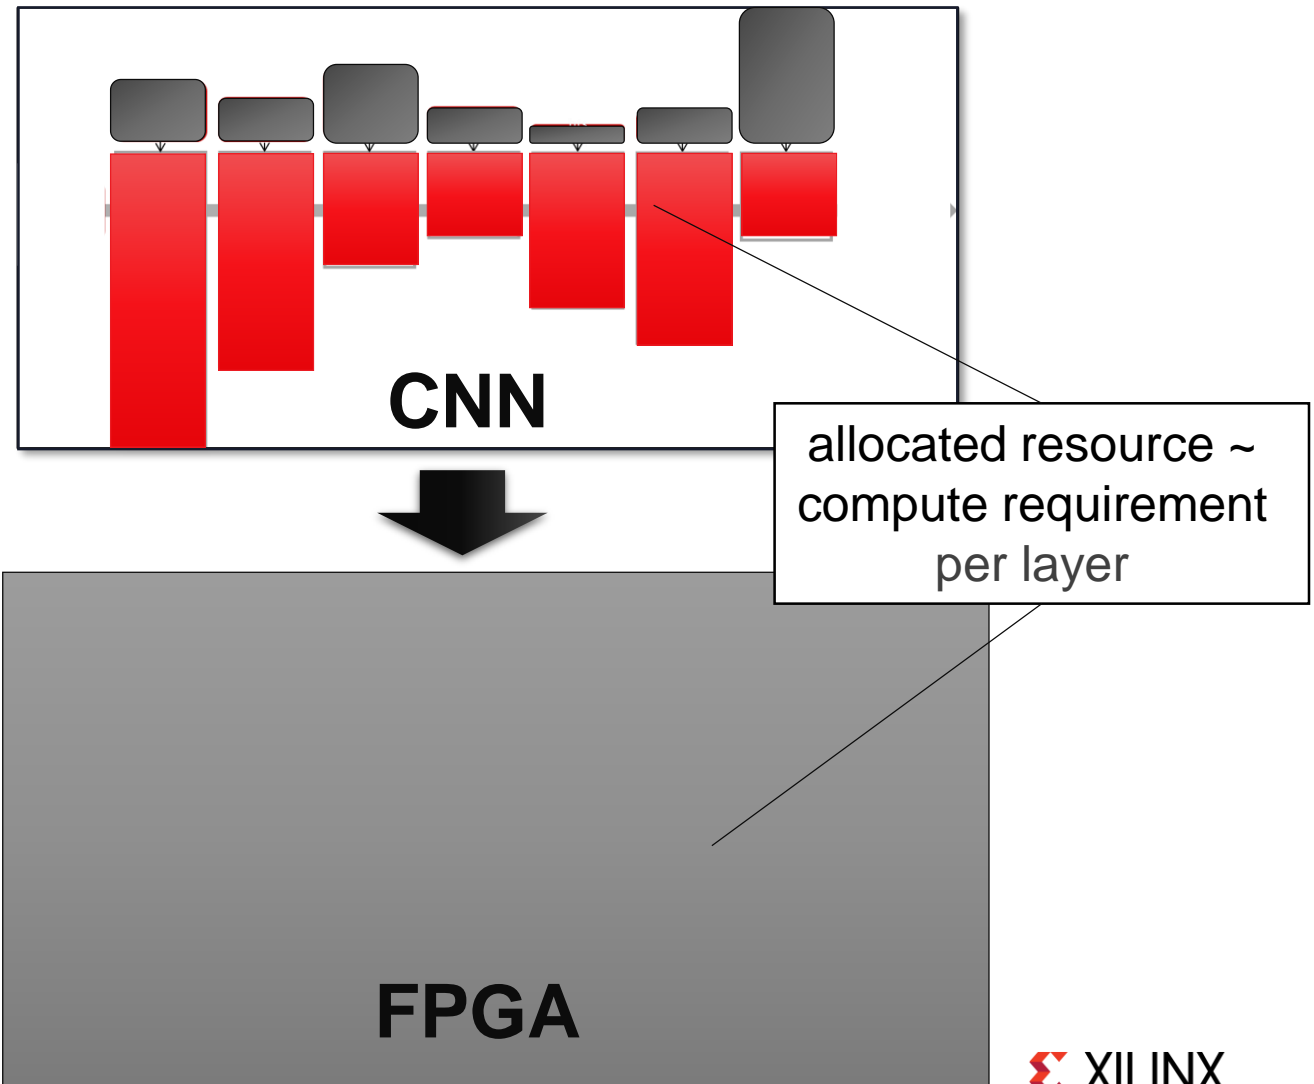 CNN
allocated resource ~
compute requirement
per layer
FPGA
XILINX